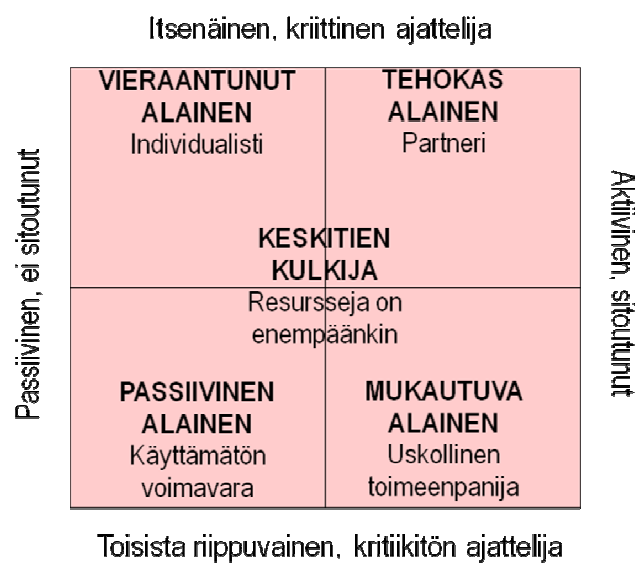 Itsenäinen, kriittinen ajattelija
VIERAANTUNUT
ALAINEN
Individualisti
TEHOKAS
ALAINEN
Partneri
Passiivinen, ei sitoutunut
Aktiivinen, sitoutunut
KESKITIEN
KULKIJA
Resursseja on
enempäänkin
PASSIIVINEN
ALAINEN
Käyttämätön
voimavara
MUKAUTUVA
ALAINEN
Uskollinen
toimeenpanija
Toisista riippuvainen, kritiikitön ajattelija